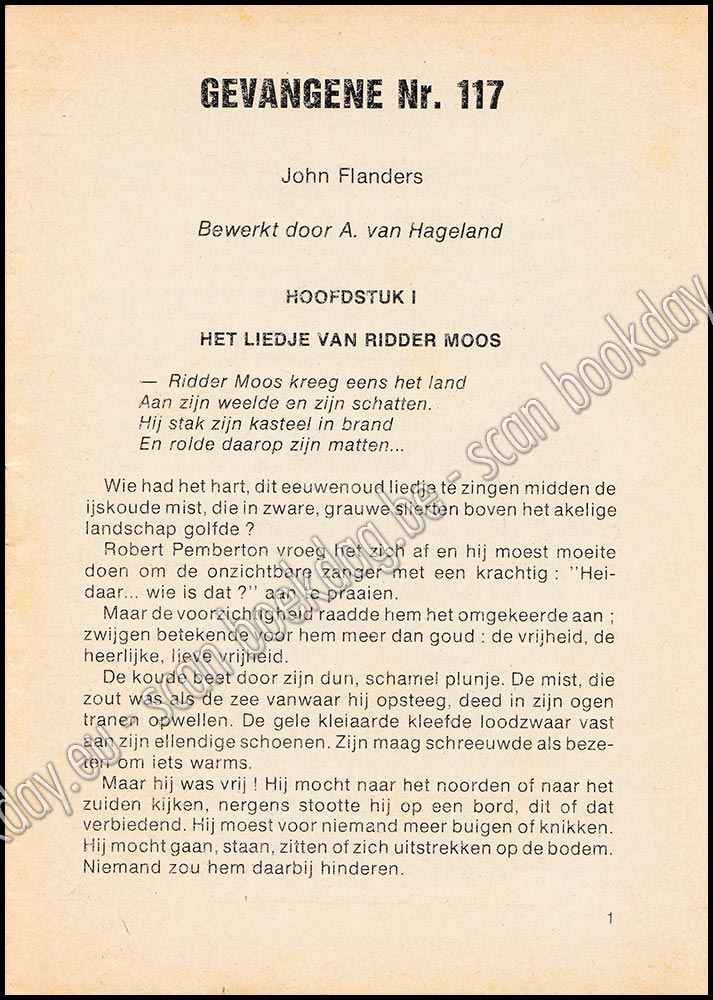 GEVANGENE Nr. 117
John Flanders
Bewerkt door A. van Hageland
HOOFDSTUK I
HET LIEDJE VAN RIDDER MOOS
— Ridder Moos kreeg eens het land
Aan zijn weelde en zijn schatten.
Hij stak zijn kasteel in brand
En rolde daarop zijn matten...
Wie had het hart, dit eeuwenoud liedje te zingen midden de
ijskoude mist, die in zware, grauwe slierten boven het akelige
landschap golfde ?
Robert Pemberton vroeg het zich af en hij moest moeite
doen om de onzichtbare zanger met een krachtig : "Hei-
daar... wie is dat ?" aan te praaien.
Maar de voorzichtigheid raadde hem het omgekeerde aan ;
zwijgen betekende voor hem meer dan goud : de vrijheid, de
heerlijke, lieve vrijheid.
De koude beet door zijn dun, schamel plunje. De mist, die
zout was als de zee vanwaar hij opsteeg, deed in zijn ogen
tranen opwellen. De gele kleiaarde kleefde loodzwaar vast
aan zijn ellendige schoenen. Zijn maag schreeuwde als beze-
ten om iets warms.
Maar hij was vrij ! Hij mocht naar het noorden of naar het
zuiden kijken, nergens stootte hij op een bord, dit of dat
verbiedend. Hij moest voor niemand meer buigen of knikken.
Hij mocht gaan, staan, zitten of zich uitstrekken op de bodem.
Niemand zou hem daarbij hinderen.
1
kday.eu - scan boekdag.be - scan bookday